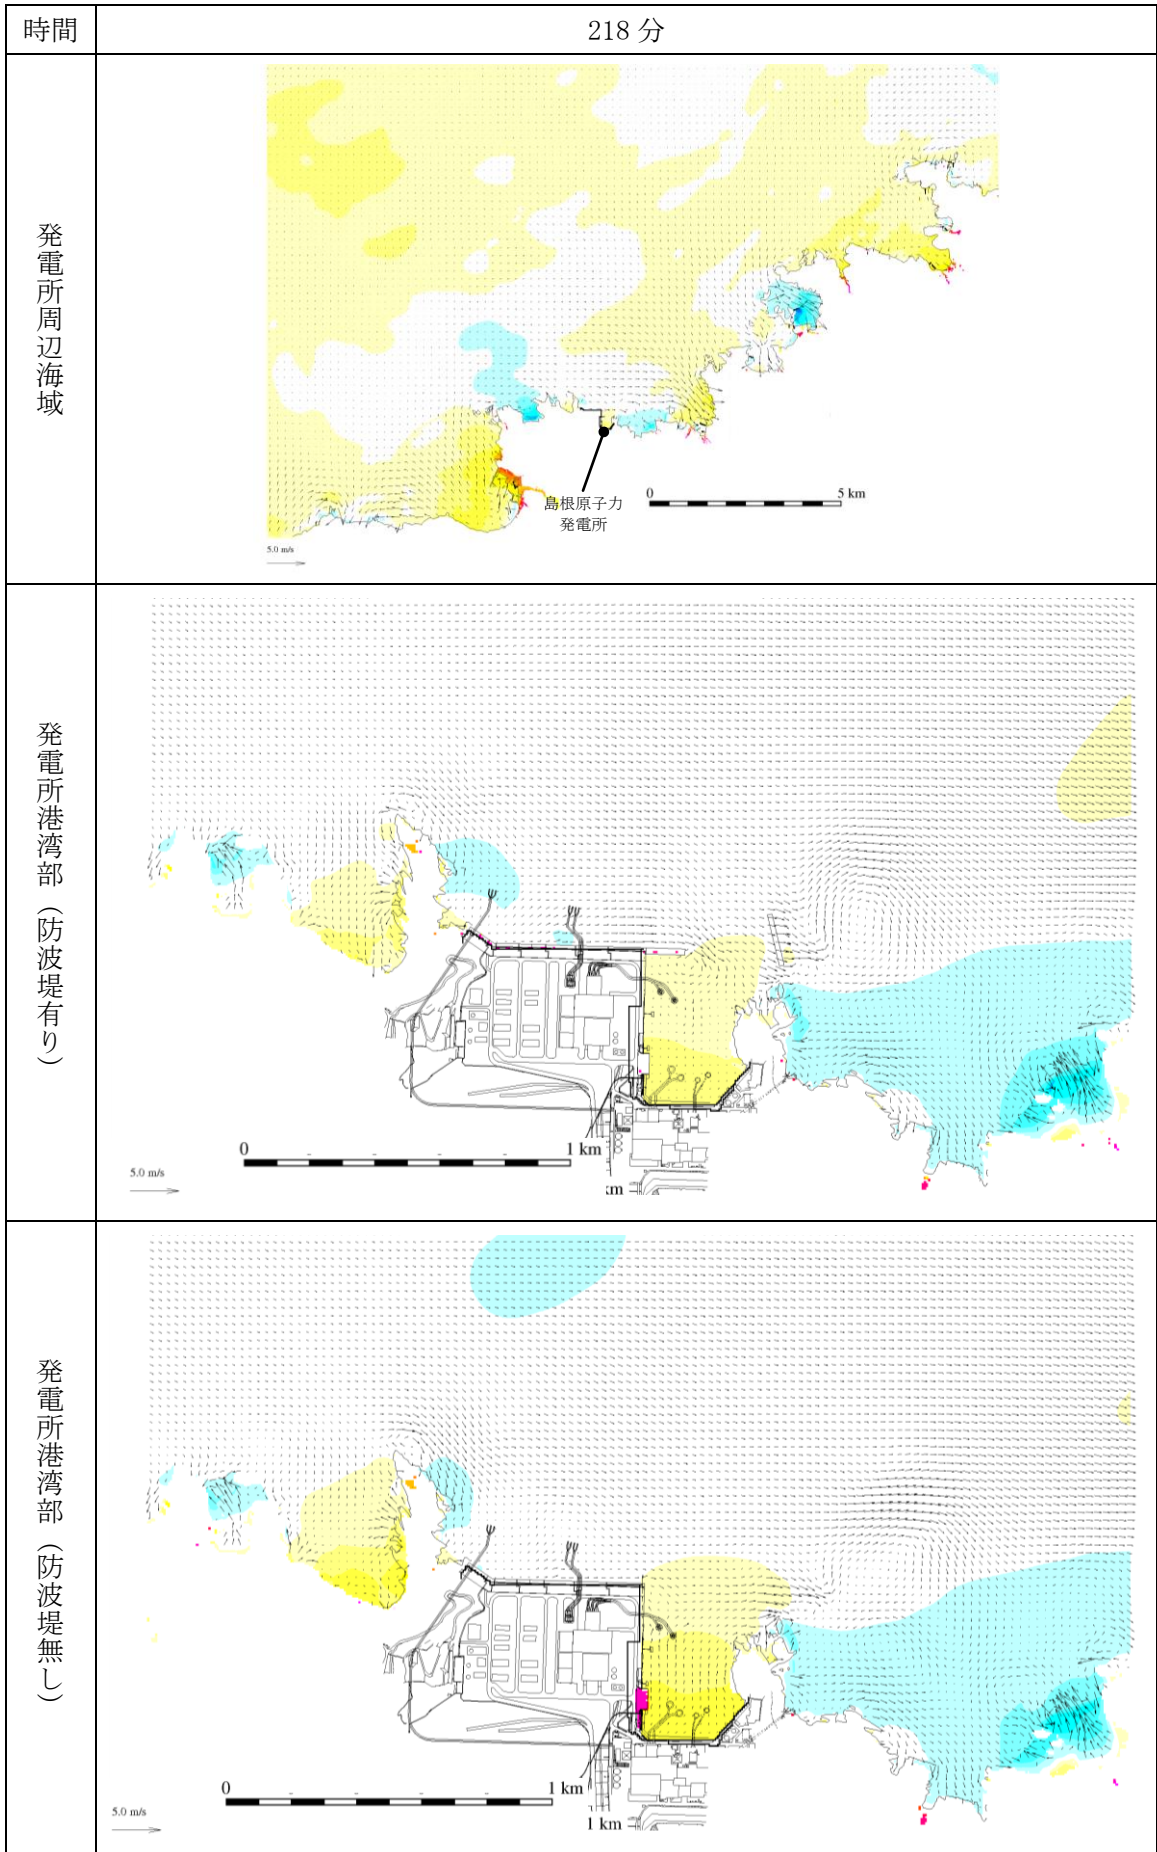 時間
218 分
発電所周辺海域
島根原子力
発電所
0
5 km
5.0 m/s
発電所港湾部（防波堤有り）
0
1 km
5.0 m/s
km
発電所港湾部（防波堤無し）
0
1 km
5.0 m/s
1 km